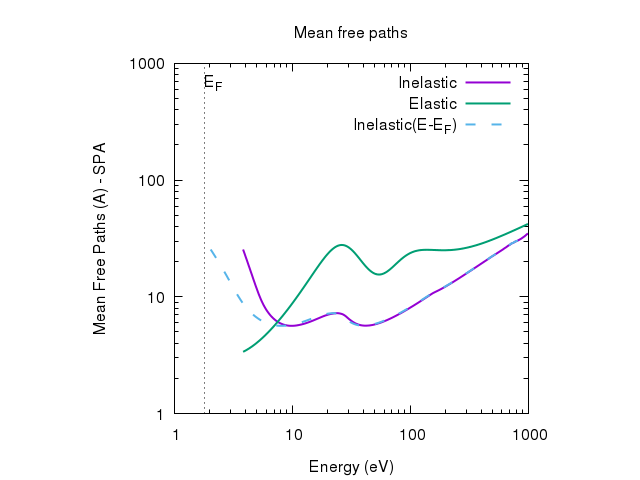 Mean free paths
1000
E_F
Inelastic
Elastic
Inelastic(E-E_F)
100
Mean Free Paths (A) - SPA
10
1
1 10 100 1000
Energy (eV)